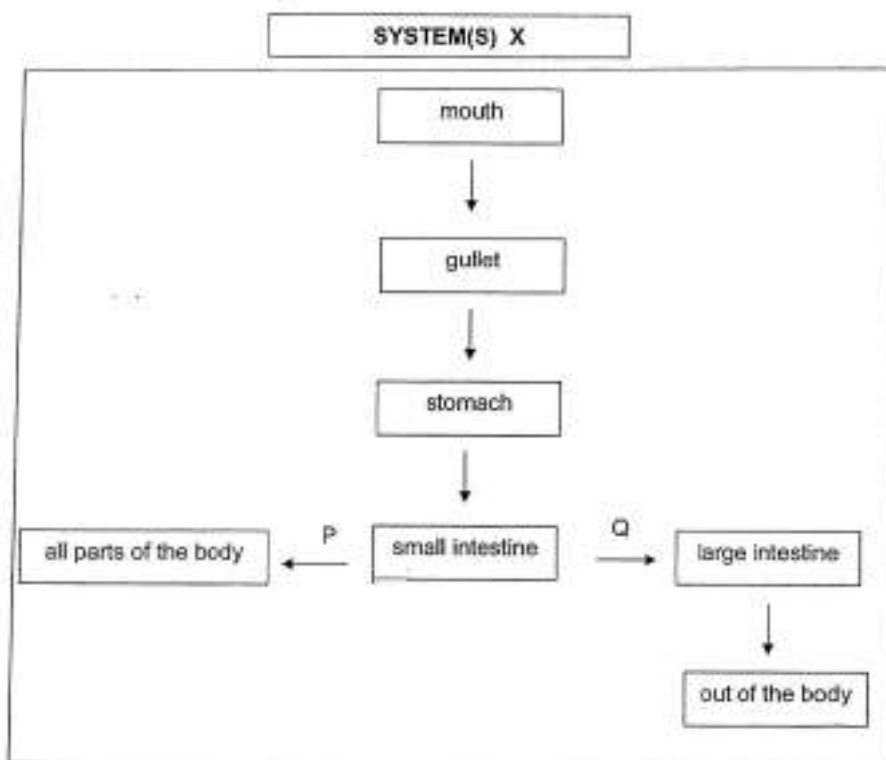 SYSTEM(S) X
mouth
gullet
stomach
P
Q
all parts of the body
small intestine
large intestine
out of the body